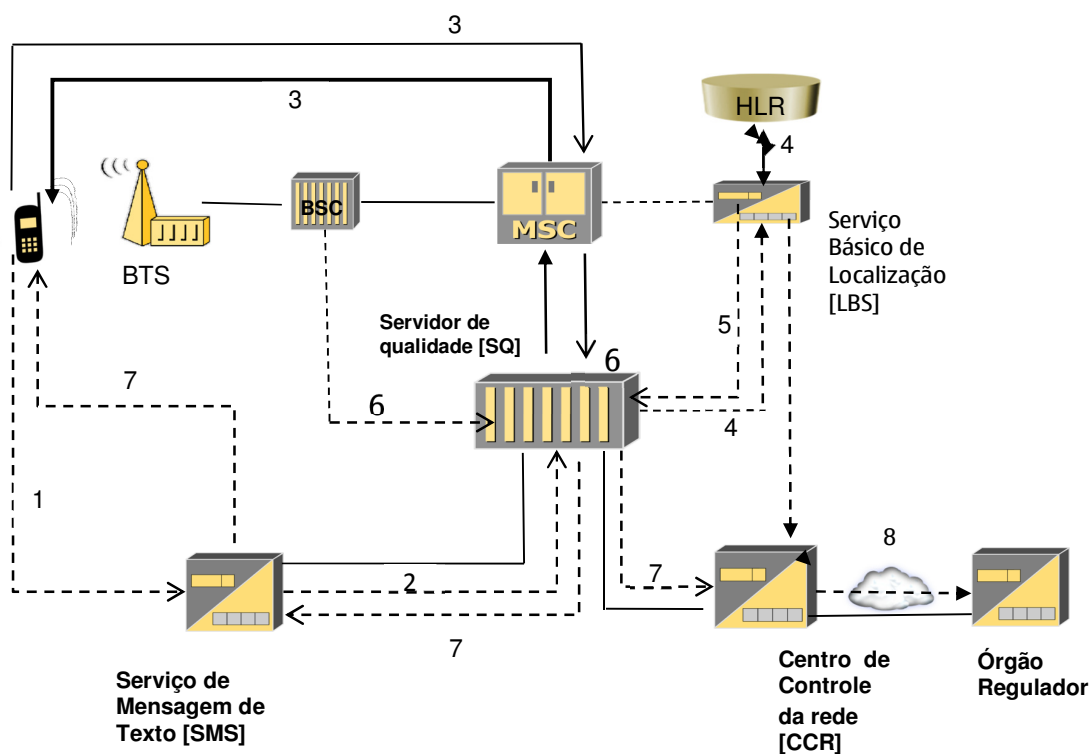 3
3
HLR
4
BSC
MSC
BTS
Serviço
Básico de
Localização
[LBS]
Servidor de
qualidade [SQ]
5
6
7
6
4
1
2
7
8
7
Serviço de
Mensagem de
Texto [SMS]
Centro de
Controle
da rede
[CCR]
Órgão
Regulador